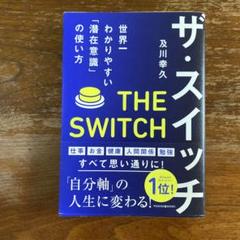 ザ・スイッチ
及川幸久
世界一
わかりやすい
「潜在意識」
の使い方
THE
SWITCH
仕事 お金 健康 人間関係 勉強
すべて思い通りに!
1位!
「自分軸」の
人生に変わる!